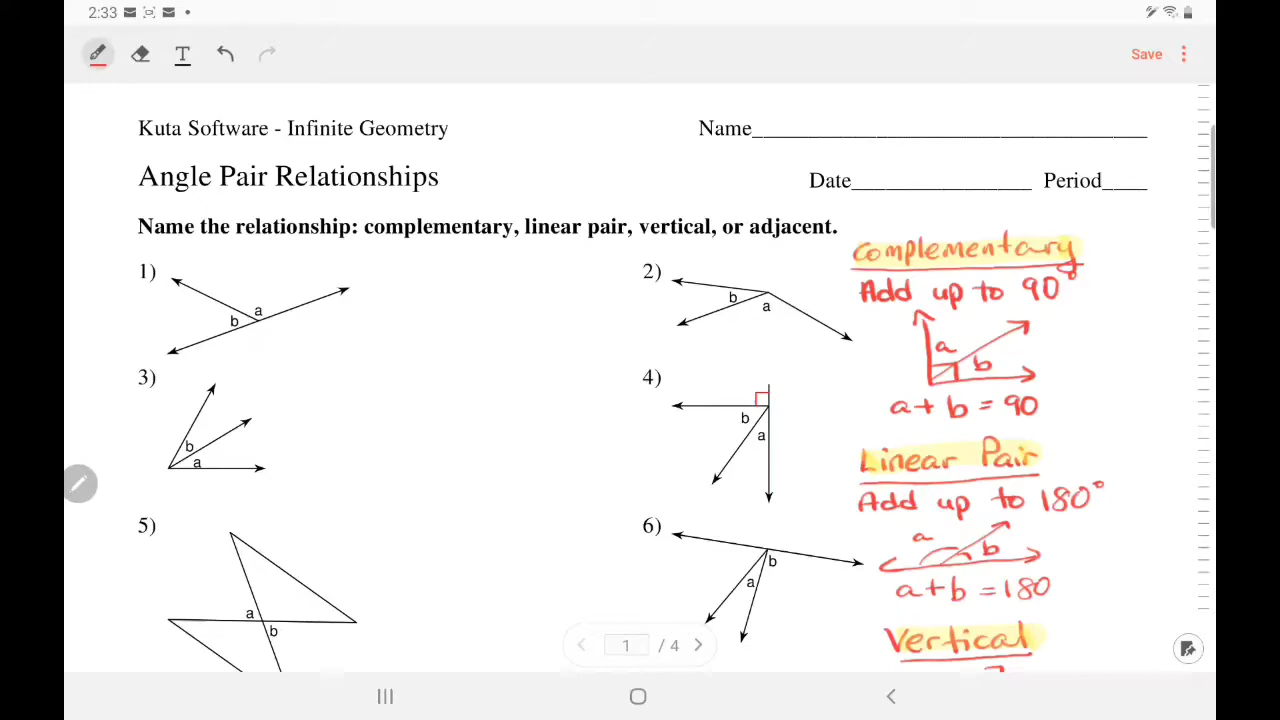 2:33
T
Save
Kuta Software - Infinite Geometry
Name
Angle Pair Relationships
Date Period
Name the relationship: complementary, linear pair, vertical, or adjacent.
Complementary
Add up to 90°
a
b
a + b = 90
Linear Pair
Add up to 180°
a
b
a + b = 180
Vertical
1)
a
b
2)
b
a
3)
b
a
4)
b
a
5)
a
b
6)
b
a
1 / 4